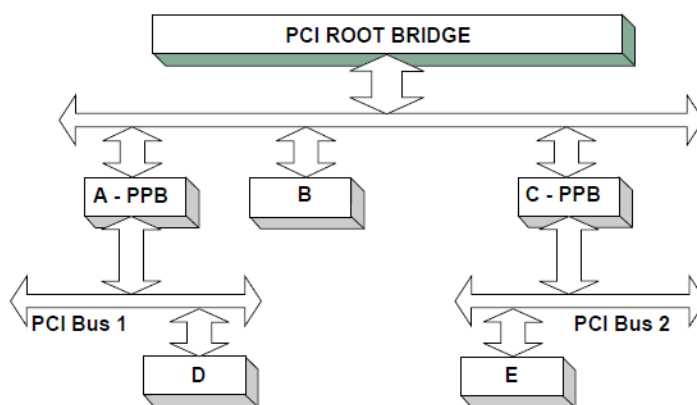 PCI ROOT BRIDGE
A - PPB
B
C - PPB
PCI Bus 1
PCI Bus 2
D
E